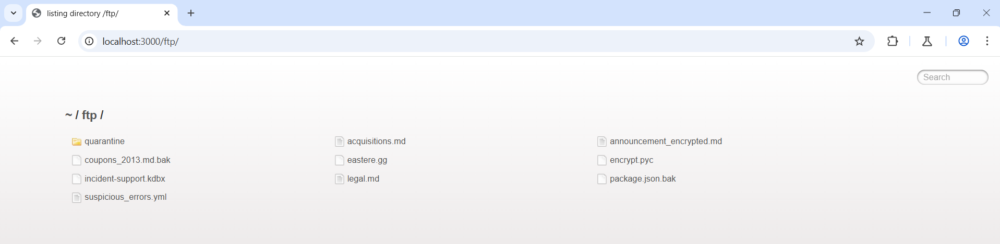 listing directory /ftp/
localhost:3000/ftp/
Search
~ / ftp /
quarantine acquisitions.md announcement_encrypted.md
coupons_2013.md.bak eastere.gg encrypt.pyc
incident-support.kdbx legal.md package.json.bak
suspicious_errors.yml